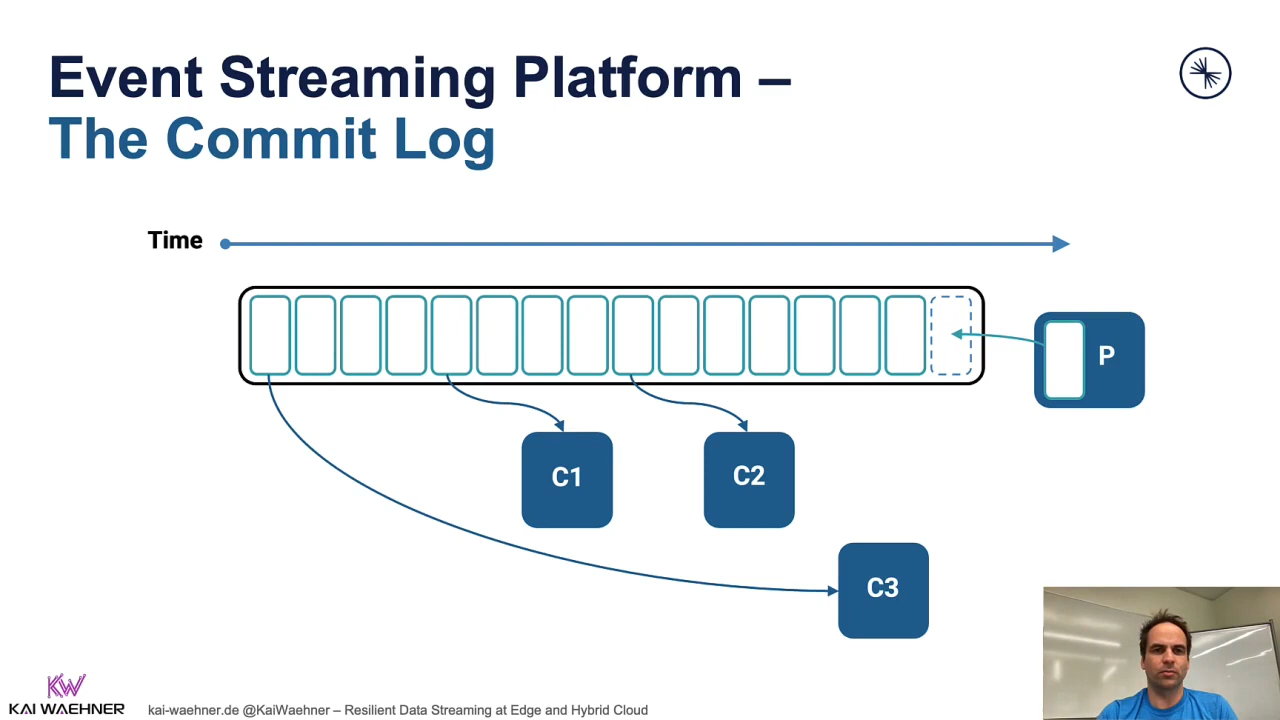 Event Streaming Platform –
The Commit Log
Time
P
C1
C2
C3
KW
KAI WAEHNER
kai-waehner.de @KaiWaehner – Resilient Data Streaming at Edge and Hybrid Cloud